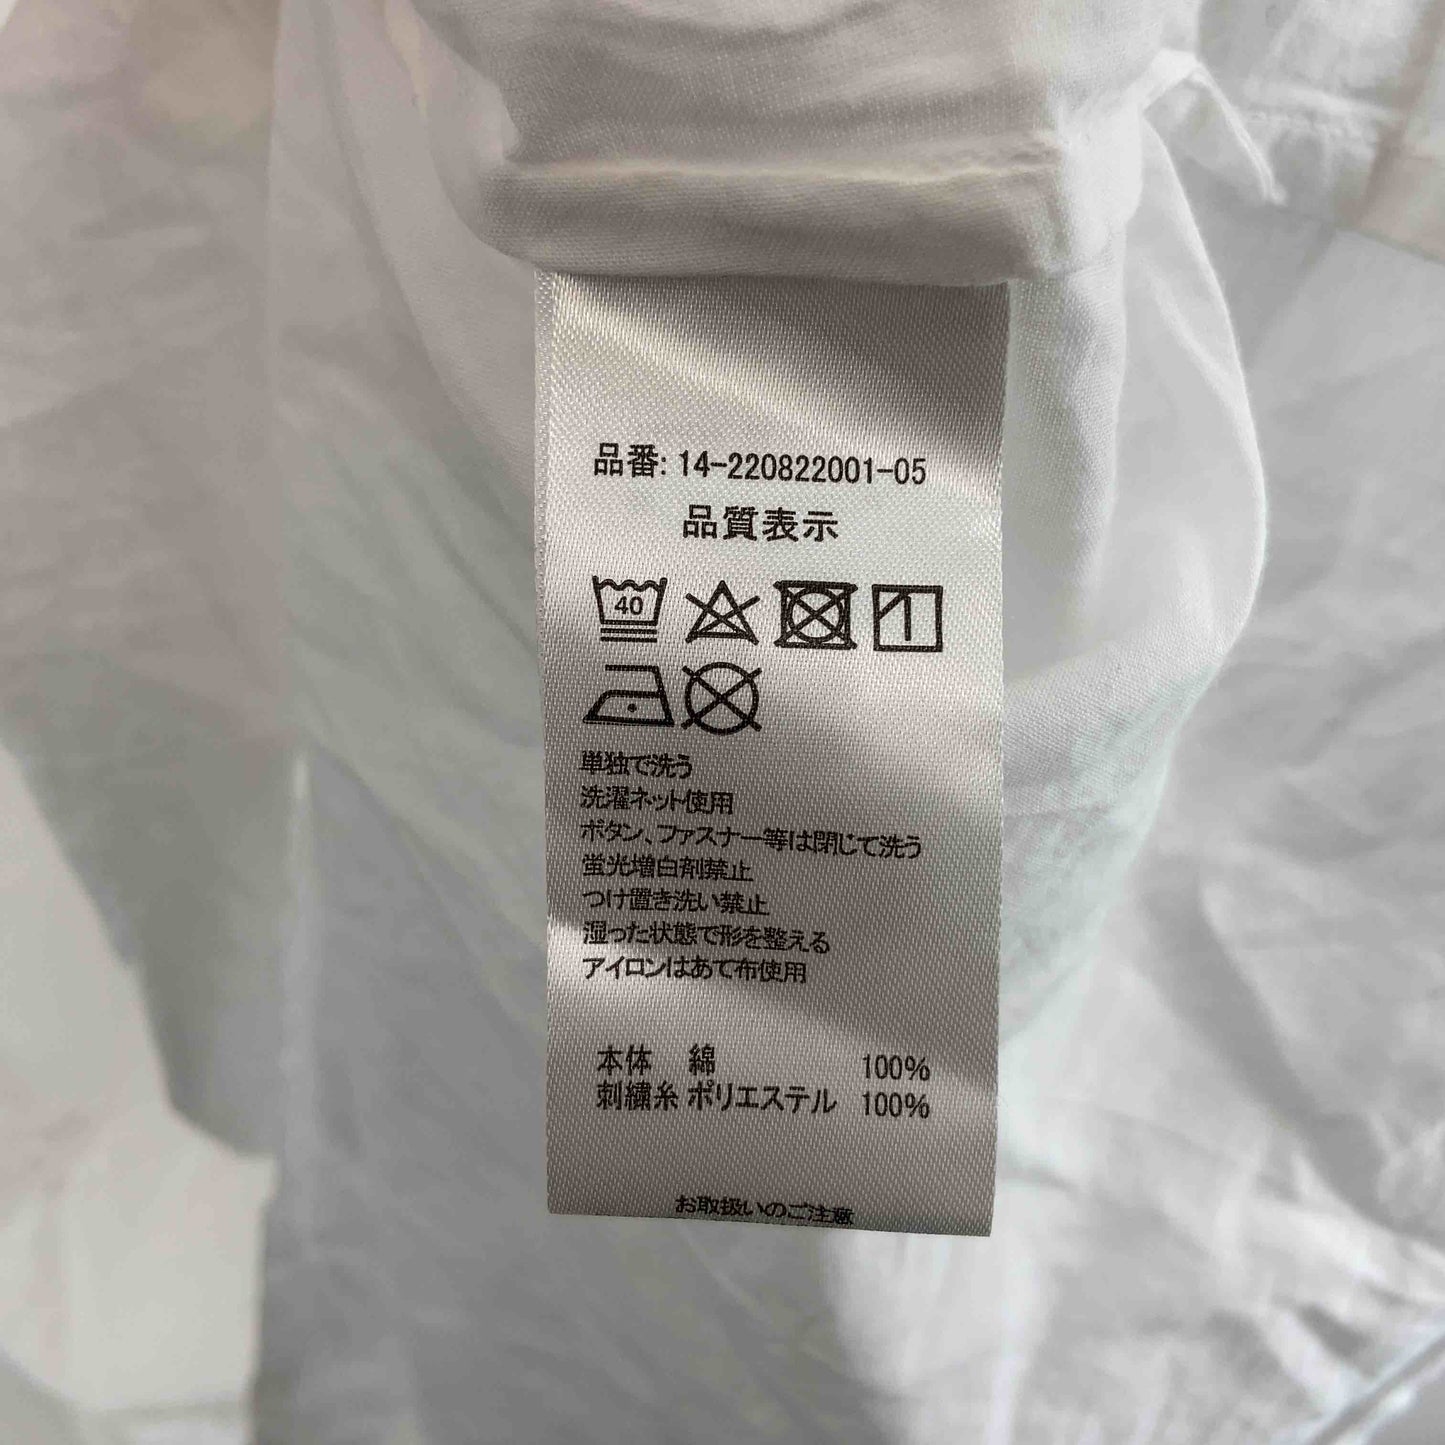 品番: 14-220822001-05
品質表示
40
単独で洗う
洗濯ネット使用
ボタン、ファスナー等は閉じて洗う
蛍光増白剤禁止
つけ置き洗い禁止
湿った状態で形を整える
アイロンはあて布使用
本体 綿 100%
刺繍糸 ポリエステル 100%
お取扱いのご注意